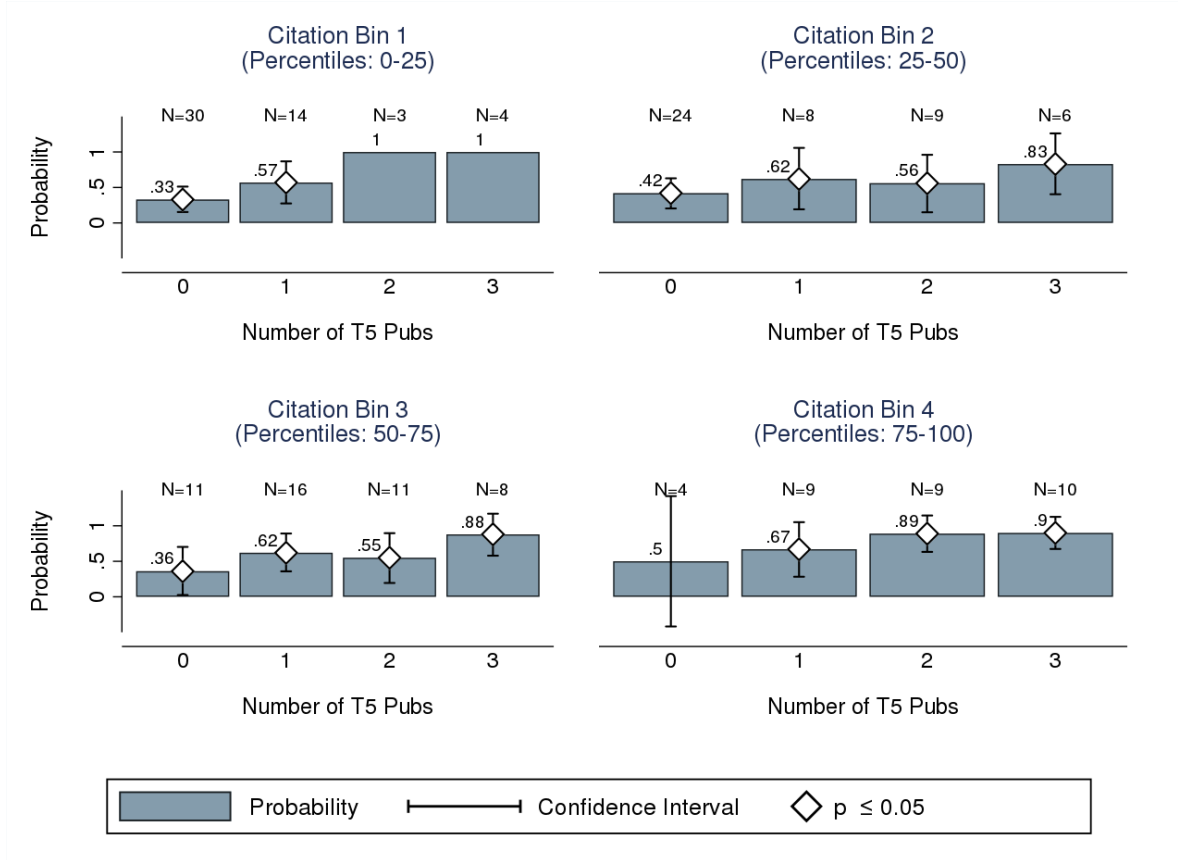 Citation Bin 1
(Percentiles: 0-25)
Citation Bin 2
(Percentiles: 25-50)
N=30 N=14 N=3 N=4
N=24 N=8 N=9 N=6
.33 .57 1 1
.42 .62 .56 .83
Probability
1
.5
0
0 1 2 3
0 1 2 3
Number of T5 Pubs
Number of T5 Pubs
Citation Bin 3
(Percentiles: 50-75)
Citation Bin 4
(Percentiles: 75-100)
N=11 N=16 N=11 N=8
N=4 N=9 N=9 N=10
.36 .62 .55 .88
.5 .67 .89 .9
Probability
1
.5
0
0 1 2 3
0 1 2 3
Number of T5 Pubs
Number of T5 Pubs
Probability Confidence Interval p ≤ 0.05